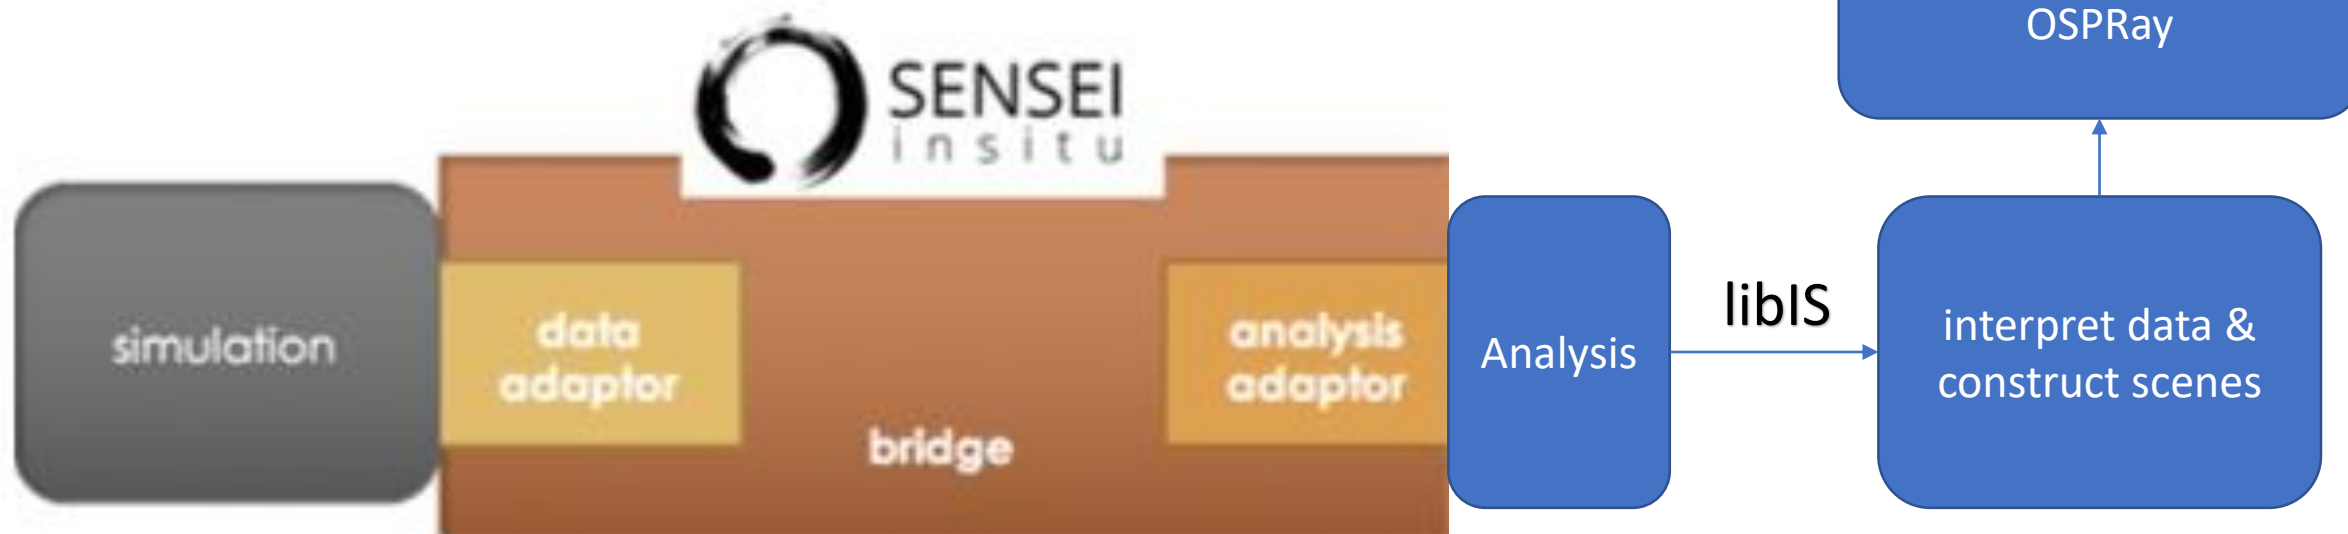 SENSEI
insitu
simulation
data
adaptor
bridge
analysis
adaptor
Analysis
libIS
interpret data &
construct scenes
OSPRay